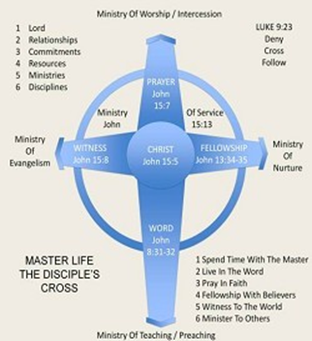 Ministry Of Worship / Intercession
1 Lord
2 Relationships
3 Commitments
4 Resources
5 Ministries
6 Disciplines
LUKE 9:23
Deny
Cross
Follow
PRAYER
John
15:7
Ministry
John
Of Service
15:13
Ministry
Of
Evangelism
WITNESS
John 15:8
CHRIST
John 15:5
FELLOWSHIP
John 13:34-35
Ministry
Of
Nurture
WORD
John
8:31-32
MASTER LIFE
THE DISCIPLE'S
CROSS
1 Spend Time With The Master
2 Live In The Word
3 Pray In Faith
4 Fellowship With Believers
5 Witness To The World
6 Minister To Others
Ministry Of Teaching / Preaching